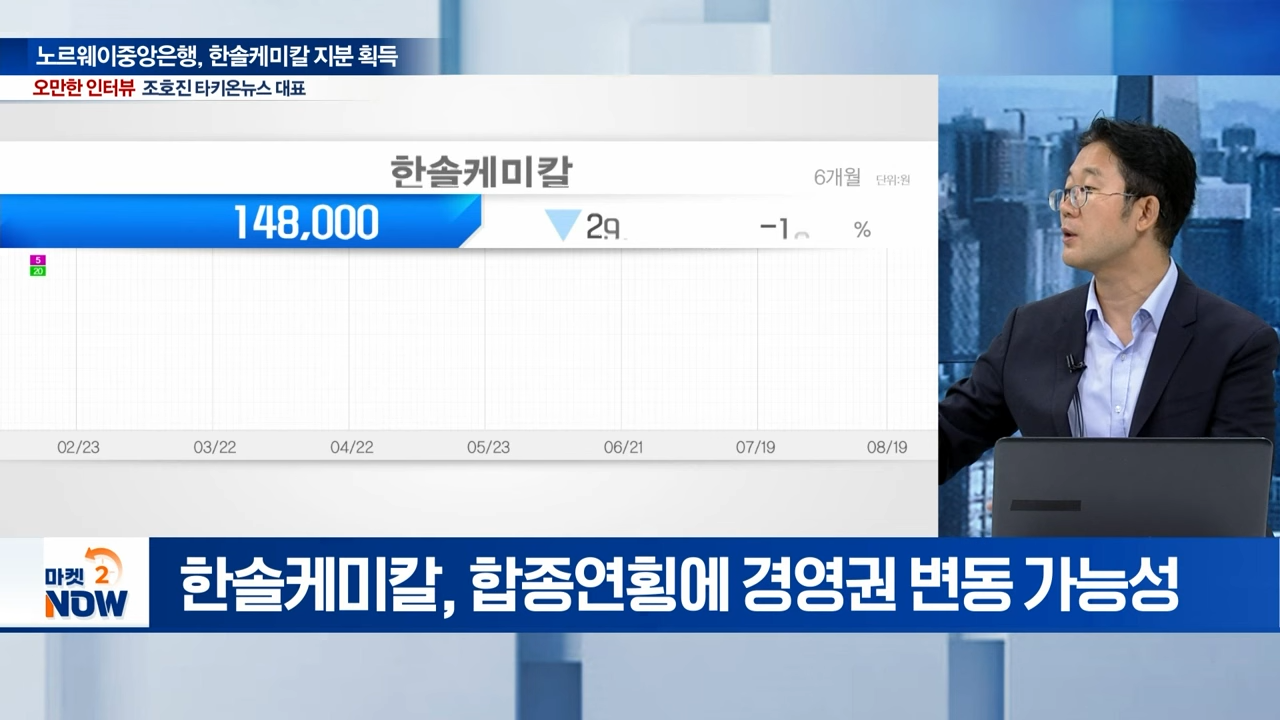 노르웨이중앙은행, 한솔케미칼 지분 획득
오만한 인터뷰 조호진 타키온뉴스 대표
한솔케미칼
6개월 단위:원
148,000 %
5
20
02/23 03/22 04/22 05/23 06/21 07/19 08/19
마켓 2
NOW
한솔케미칼, 합종연횡에 경영권 변동 가능성